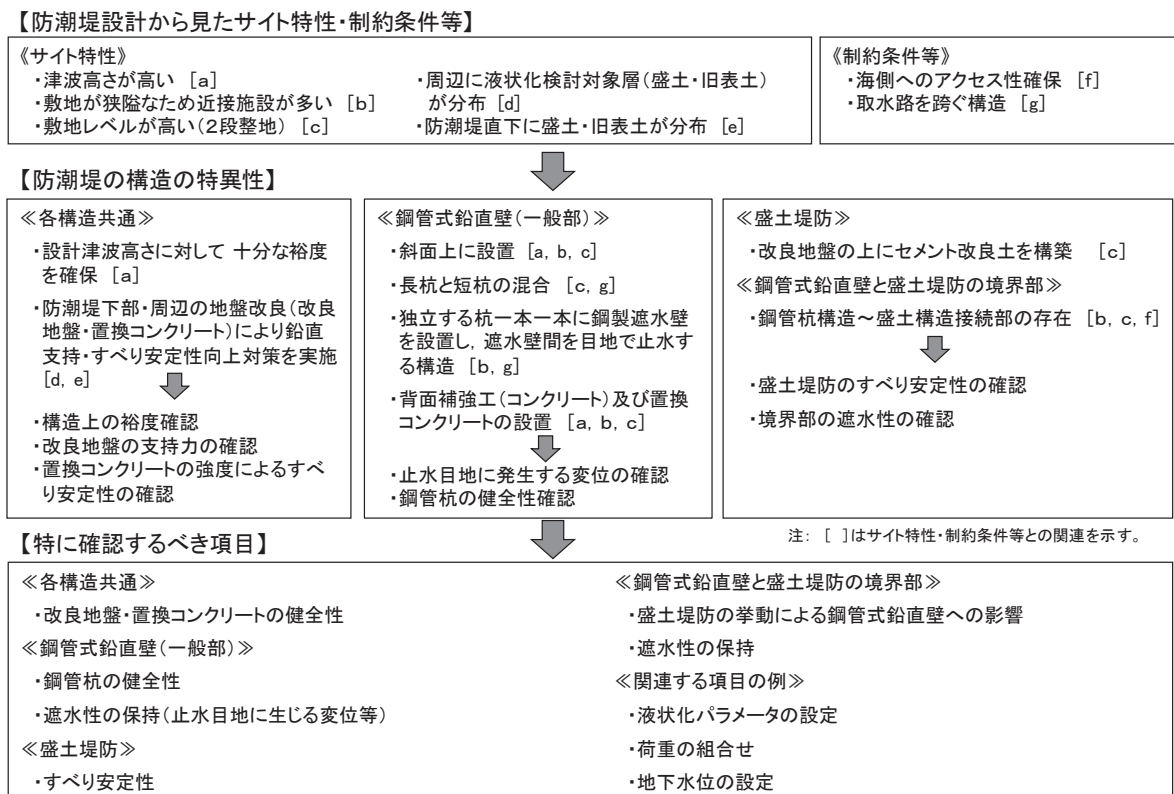 【防潮堤設計から見たサイト特性・制約条件等】
《サイト特性》
・津波高さが高い [a]
・敷地が狭隘なため近接施設が多い [b]
・敷地レベルが高い(2段整地) [c]
・周辺に液状化検討対象層(盛土・旧表土)
が分布 [d]
・防潮堤直下に盛土・旧表土が分布 [e]
《制約条件等》
・海側へのアクセス性確保 [f]
・取水路を跨ぐ構造 [g]
【防潮堤の構造の特異性】
≪各構造共通≫
・設計津波高さに対して 十分な裕度
を確保 [a]
・防潮堤下部・周辺の地盤改良(改良
地盤・置換コンクリート)により鉛直
支持・すべり安定性向上対策を実施
[d, e]
・構造上の裕度確認
・改良地盤の支持力の確認
・置換コンクリートの強度によるすべ
り安定性の確認
≪鋼管式鉛直壁(一般部)≫
・斜面上に設置 [a, b, c]
・長杭と短杭の混合 [c, g]
・独立する杭一本一本に鋼製遮水壁
を設置し，遮水壁間を目地で止水す
る構造 [b, g]
・背面補強工(コンクリート)及び置換
コンクリートの設置 [a, b, c]
・止水目地に発生する変位の確認
・鋼管杭の健全性確認
≪盛土堤防≫
・改良地盤の上にセメント改良土を構築 [c]
≪鋼管式鉛直壁と盛土堤防の境界部≫
・鋼管杭構造～盛土構造接続部の存在 [b, c, f]
・盛土堤防のすべり安定性の確認
・境界部の遮水性の確認
注: [ ]はサイト特性・制約条件等との関連を示す。
【特に確認するべき項目】
≪各構造共通≫
・改良地盤・置換コンクリートの健全性
≪鋼管式鉛直壁(一般部)≫
・鋼管杭の健全性
・遮水性の保持(止水目地に生じる変位等)
≪盛土堤防≫
・すべり安定性
≪鋼管式鉛直壁と盛土堤防の境界部≫
・盛土堤防の挙動による鋼管式鉛直壁への影響
・遮水性の保持
≪関連する項目の例≫
・液状化パラメータの設定
・荷重の組合せ
・地下水位の設定